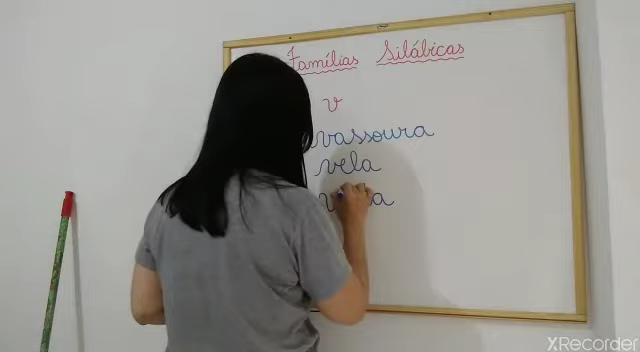 Famílias Silábicas
v
vassoura
vela
XRecorder